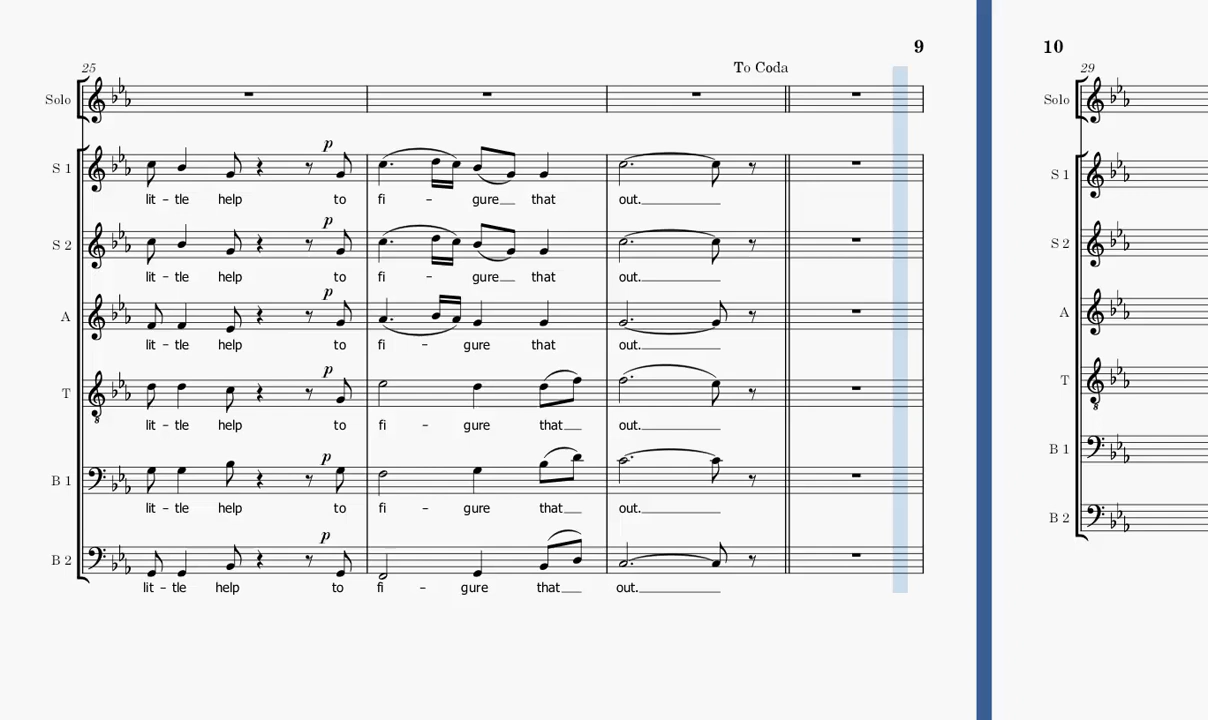 9
10
25
To Coda
29
Solo
Solo
p
S 1
S 1
lit - tle help to fi - gure that out.
p
S 2
S 2
lit - tle help to fi - gure that out.
p
A
A
lit - tle help to fi - gure that out.
p
T
T
8
8
lit - tle help to fi - gure that out.
p
B 1
B 1
lit - tle help to fi - gure that out.
p
B 2
B 2
lit - tle help to fi - gure that out.